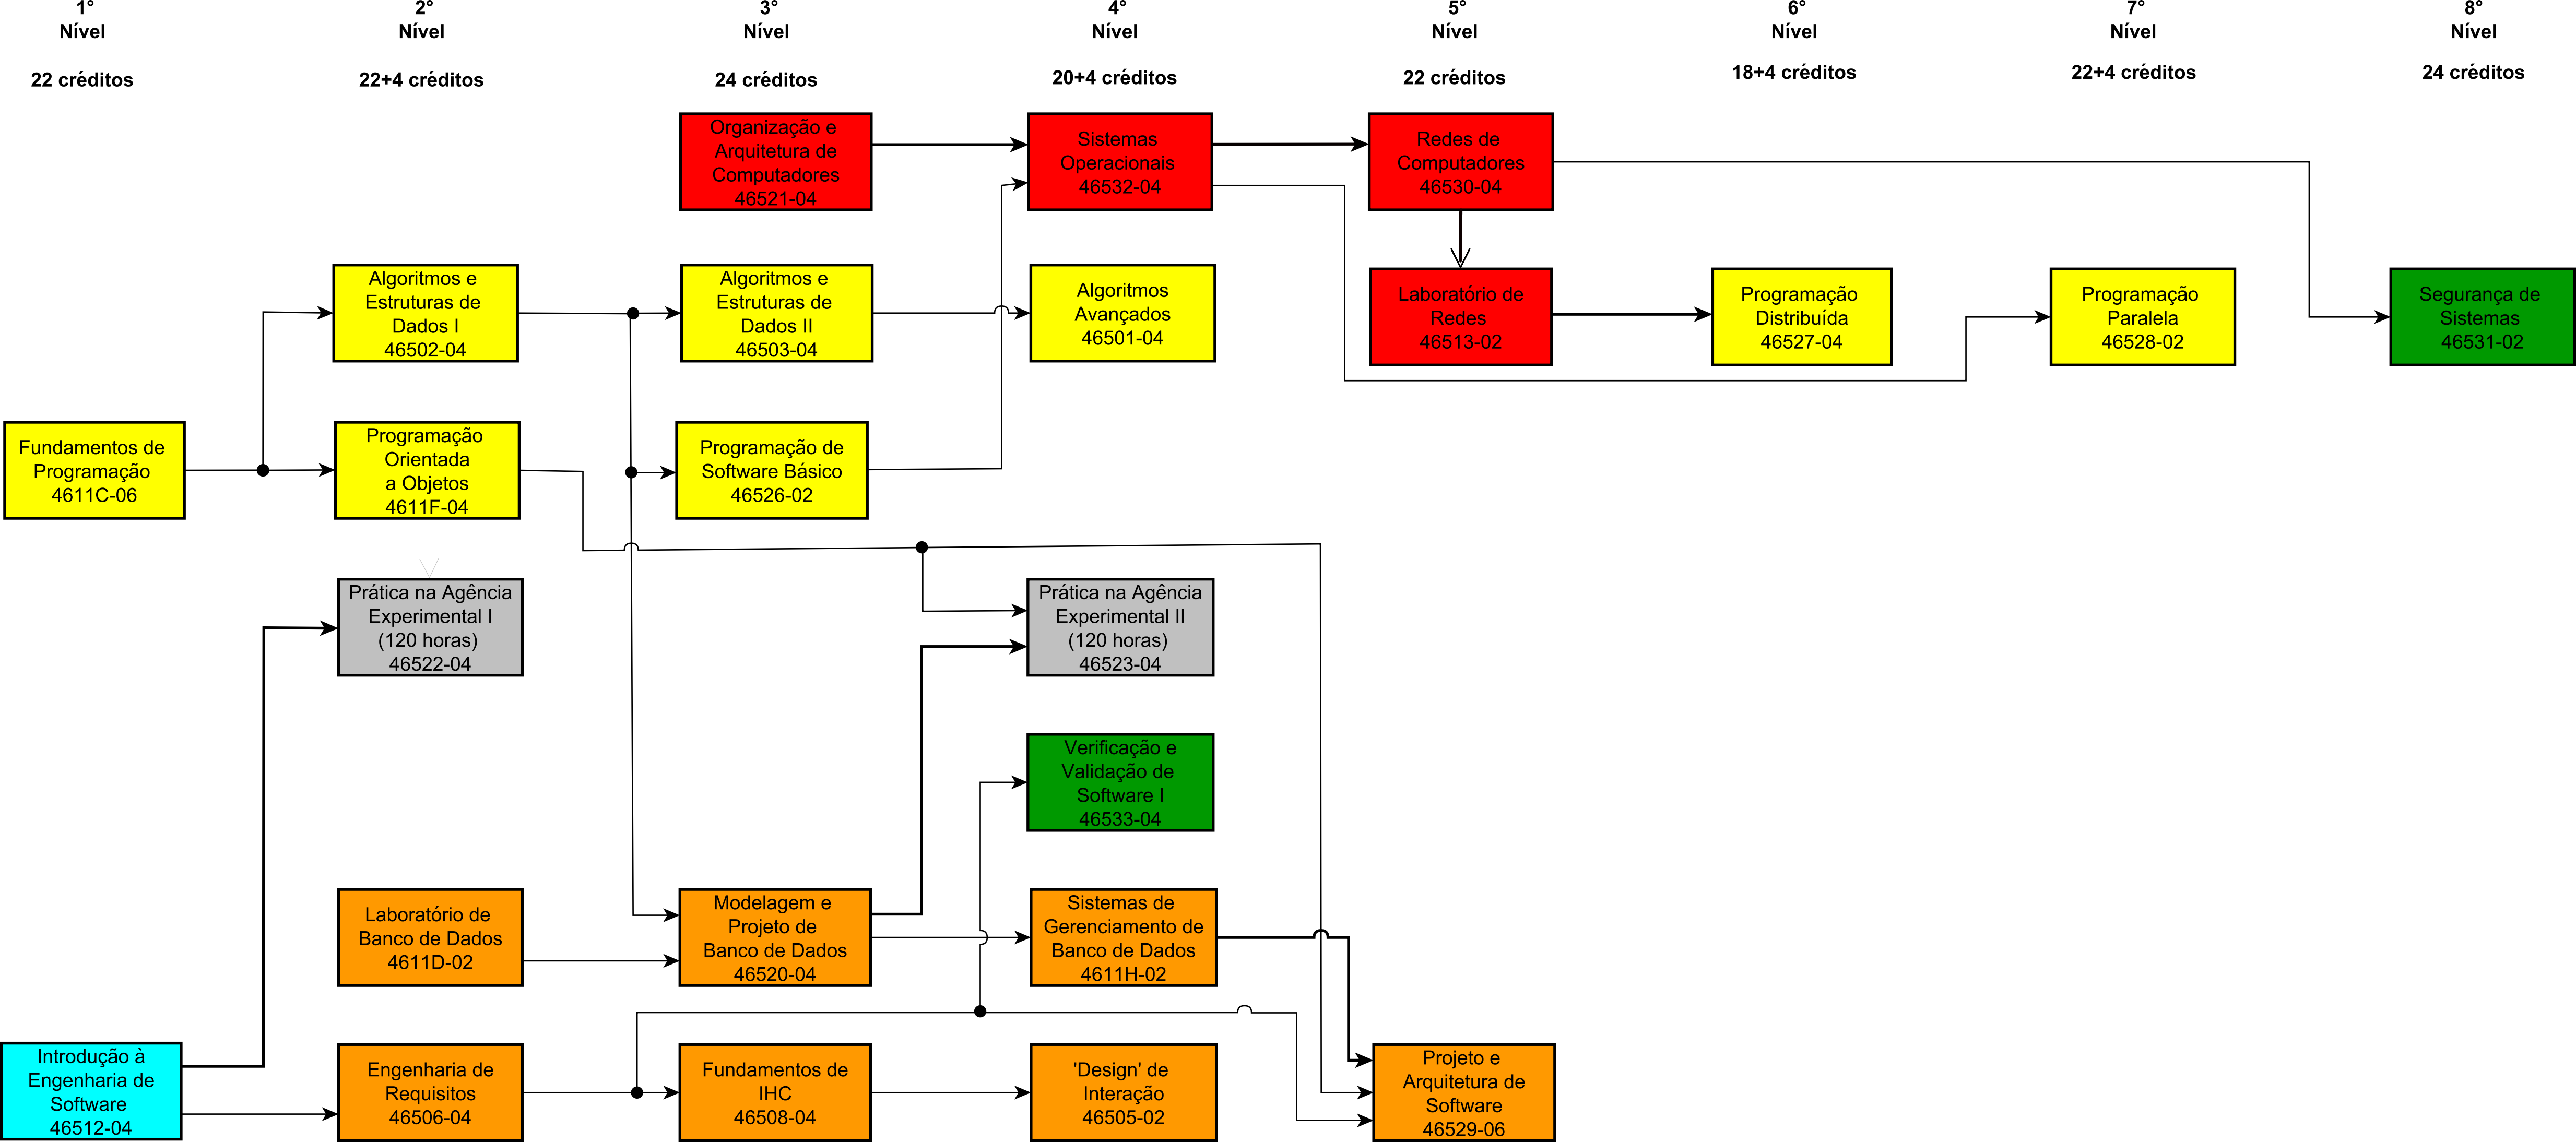 1°
Nível
22 créditos
2°
Nível
22+4 créditos
3°
Nível
24 créditos
4°
Nível
20+4 créditos
5°
Nível
22 créditos
6°
Nível
18+4 créditos
7°
Nível
22+4 créditos
8°
Nível
24 créditos
Organização e
Arquitetura de
Computadores
46521-04
Sistemas
Operacionais
46532-04
Redes de
Computadores
46530-04
Algoritmos e
Estruturas de
Dados I
46502-04
Algoritmos e
Estruturas de
Dados II
46503-04
Algoritmos
Avançados
46501-04
Laboratório de
Redes
46513-02
Programação
Distribuída
46527-04
Programação
Paralela
46528-02
Segurança de
Sistemas
46531-02
Fundamentos de
Programação
4611C-06
Programação
Orientada
a Objetos
4611F-04
Programação de
Software Básico
46526-02
Prática na Agência
Experimental I
(120 horas)
46522-04
Prática na Agência
Experimental II
(120 horas)
46523-04
Verificação e
Validação de
Software I
46533-04
Laboratório de
Banco de Dados
4611D-02
Modelagem e
Projeto de
Banco de Dados
46520-04
Sistemas de
Gerenciamento de
Banco de Dados
4611H-02
Introdução à
Engenharia de
Software
46512-04
Engenharia de
Requisitos
46506-04
Fundamentos de
IHC
46508-04
'Design' de
Interação
46505-02
Projeto e
Arquitetura de
Software
46529-06